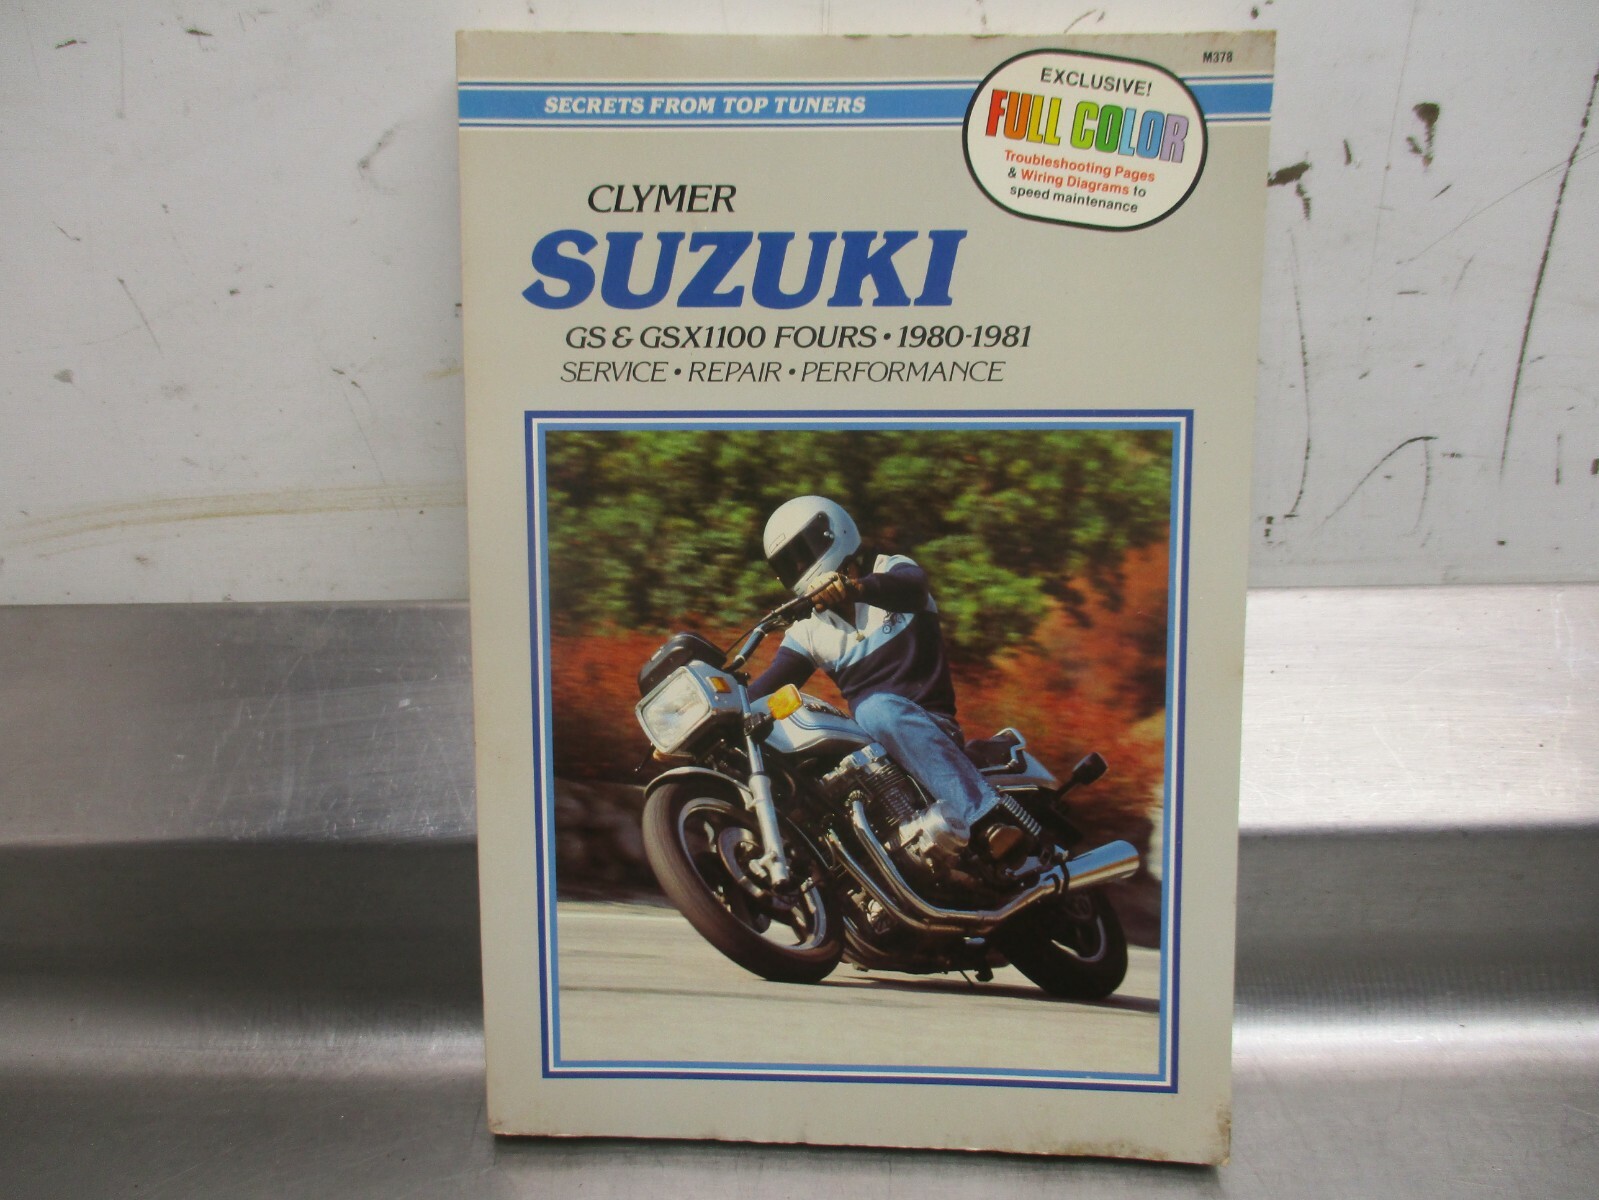 M378
SECRETS FROM TOP TUNERS
EXCLUSIVE!
FULL COLOR
Troubleshooting Pages
& Wiring Diagrams to
speed maintenance
CLYMER
SUZUKI
GS & GSX1100 FOURS • 1980-1981
SERVICE • REPAIR • PERFORMANCE